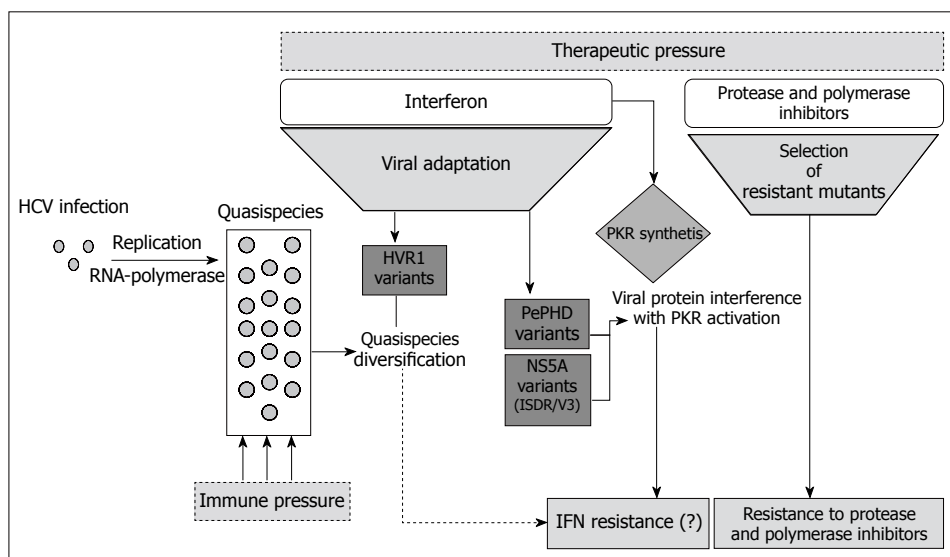 Therapeutic pressure
Interferon
Protease and polymerase
inhibitors
Viral adaptation
Selection
of
resistant mutants
HCV infection
Replication
RNA-polymerase
Quasispecies
PKR synthetis
HVR1
variants
PePHD
variants
NS5A
variants
(ISDR/V3)
Viral protein interference
with PKR activation
Quasispecies
diversification
Immune pressure
IFN resistance (?)
Resistance to protease
and polymerase inhibitors